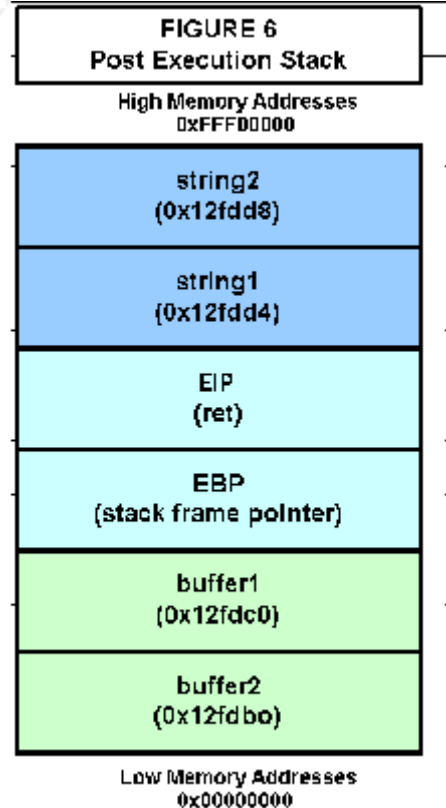 FIGURE 6
Post Execution Stack
High Memory Addresses
0xFFF00000
string2
(0x12fdd8)
string1
(0x12fdd4)
EIP
(ret)
EBP
(stack frame pointer)
buffer1
(0x12fdc0)
buffer2
(0x12fdbo)
Low Memory Addresses
0x00000000